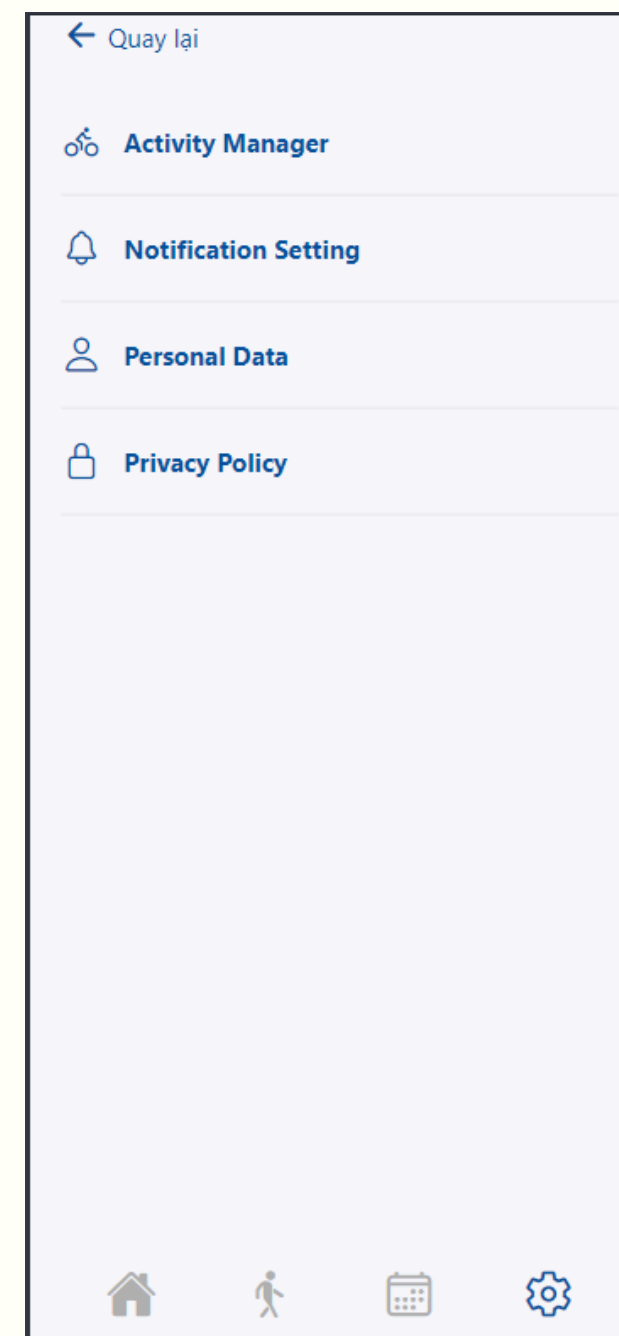 Quay lại
Activity Manager
Notification Setting
Personal Data
Privacy Policy